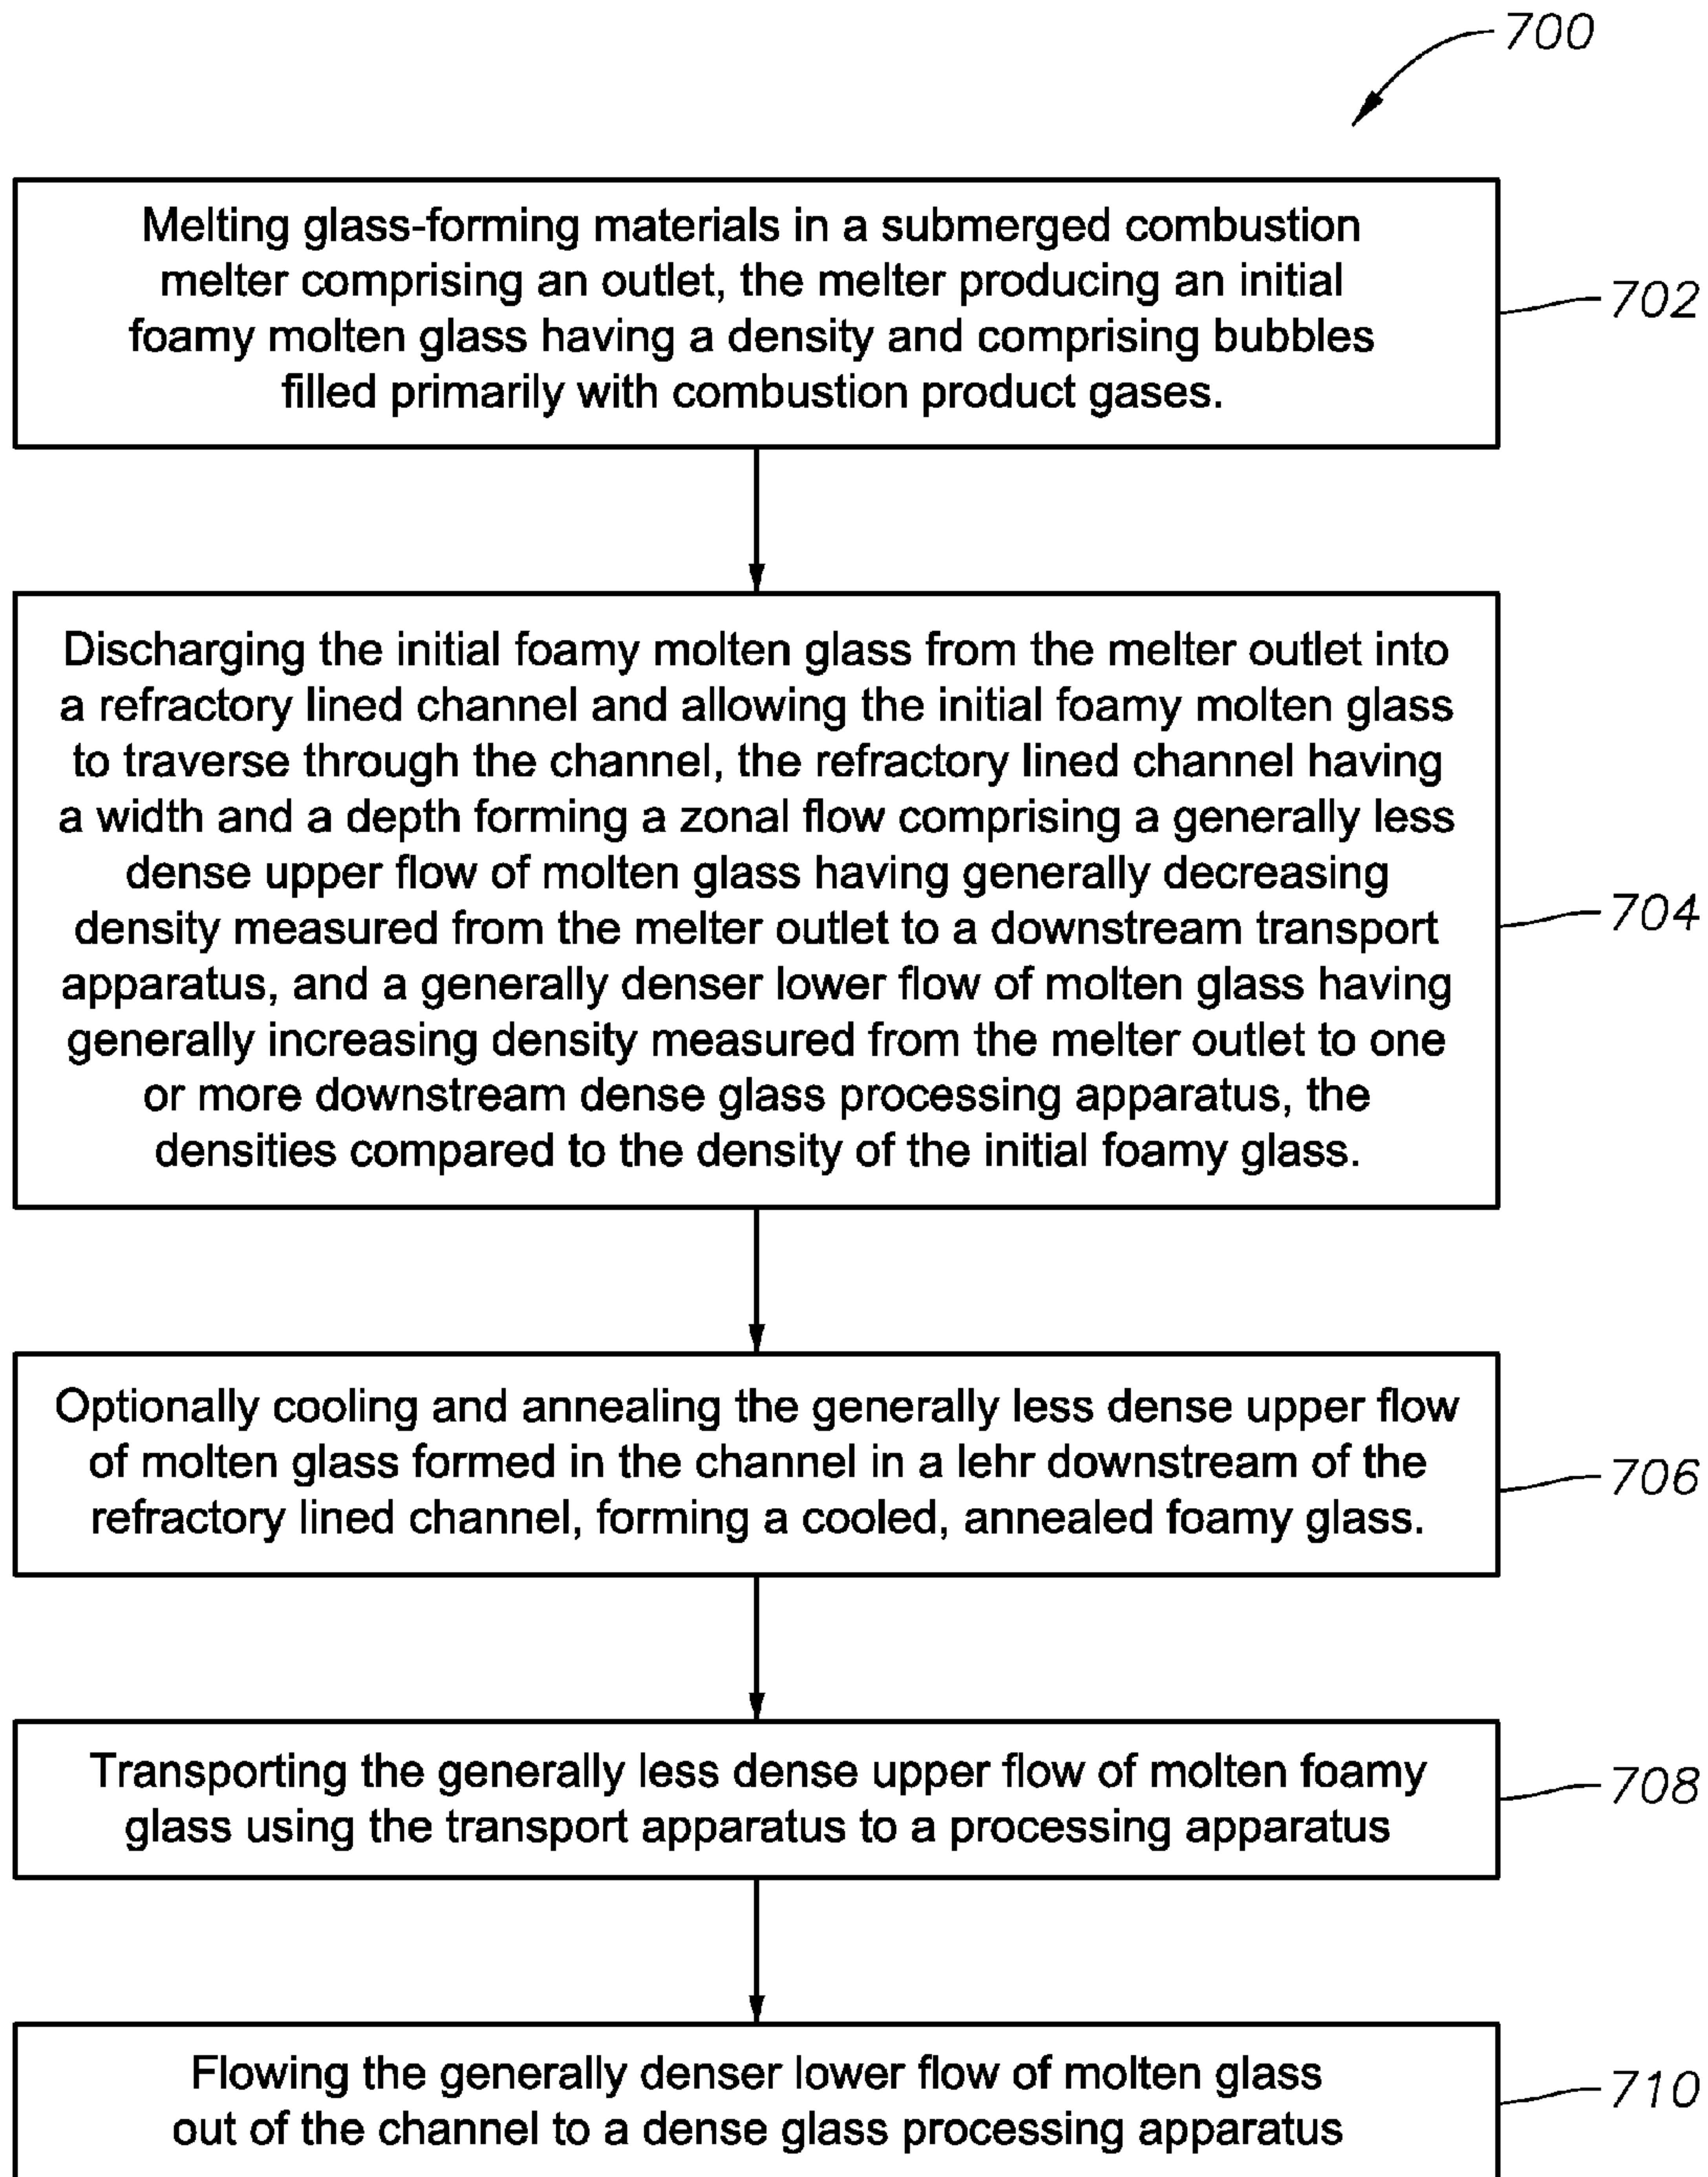 700
Melting glass-forming materials in a submerged combustion
melter comprising an outlet, the melter producing an initial
foamy molten glass having a density and comprising bubbles
filled primarily with combustion product gases.
702
Discharging the initial foamy molten glass from the melter outlet into
a refractory lined channel and allowing the initial foamy molten glass
to traverse through the channel, the refractory lined channel having
a width and a depth forming a zonal flow comprising a generally less
dense upper flow of molten glass having generally decreasing
density measured from the melter outlet to a downstream transport
apparatus, and a generally denser lower flow of molten glass having
generally increasing density measured from the melter outlet to one
or more downstream dense glass processing apparatus, the
densities compared to the density of the initial foamy glass.
704
Optionally cooling and annealing the generally less dense upper flow
of molten glass formed in the channel in a lehr downstream of the
refractory lined channel, forming a cooled, annealed foamy glass.
706
Transporting the generally less dense upper flow of molten foamy
glass using the transport apparatus to a processing apparatus
708
Flowing the generally denser lower flow of molten glass
out of the channel to a dense glass processing apparatus
710